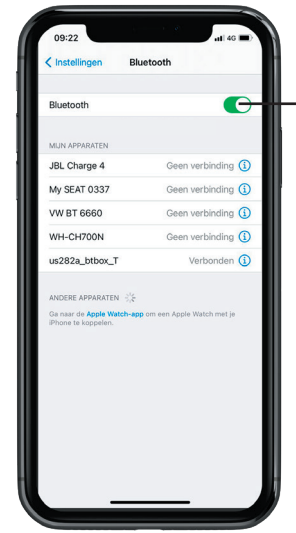 09:22
4G
Instellingen Bluetooth
Bluetooth
MIJN APPARATEN
JBL Charge 4 Geen verbinding
My SEAT 0337 Geen verbinding
VW BT 6660 Geen verbinding
WH-CH700N Geen verbinding
us282a_btbox_T Verbonden
ANDERE APPARATEN
Ga naar de Apple Watch-app om een Apple Watch met je
iPhone te koppelen.